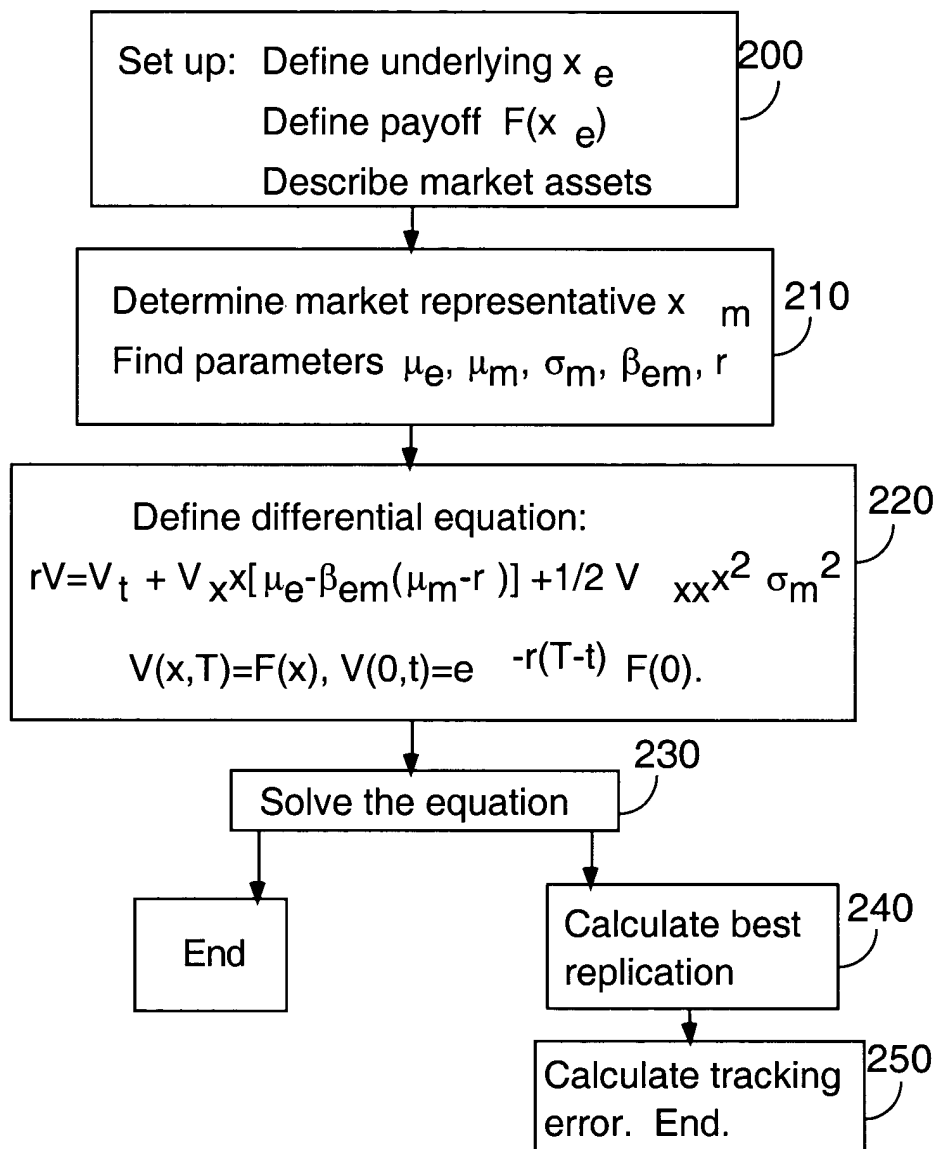 Set up: Define underlying x e
200
Define payoff F(x e)
Describe market assets
Determine market representative x m
210
Find parameters μe, μm, σm, βem, r
220
Define differential equation:
rV=Vt + Vxx[μe-βem(μm-r )] +1/2 V xxx² σm²
V(x,T)=F(x), V(0,t)=e -r(T-t) F(0).
230
Solve the equation
End
240
Calculate best
replication
250
Calculate tracking
error. End.